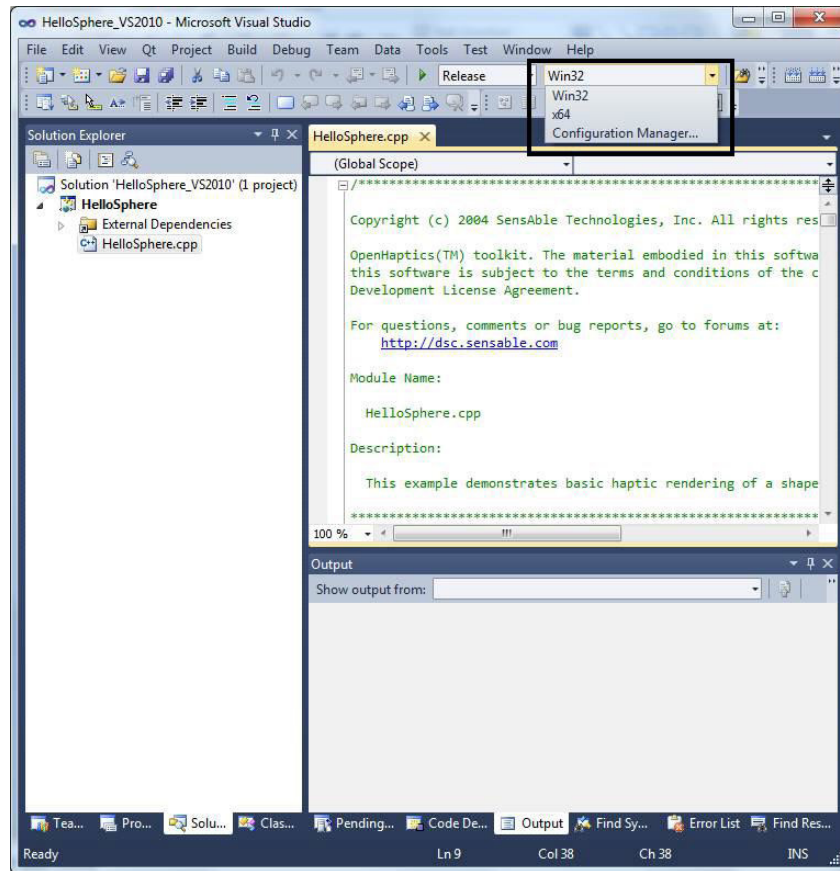 HelloSphere_VS2010 - Microsoft Visual Studio
File Edit View Qt Project Build Debug Team Data Tools Test Window Help
Release
Win32
Win32
x64
Configuration Manager...
Solution Explorer
Solution 'HelloSphere_VS2010' (1 project)
HelloSphere
External Dependencies
HelloSphere.cpp
HelloSphere.cpp
(Global Scope)
/******************************************************************
Copyright (c) 2004 SensAble Technologies, Inc. All rights res
OpenHaptics(TM) toolkit. The material embodied in this softwa
this software is subject to the terms and conditions of the c
Development License Agreement.
For questions, comments or bug reports, go to forums at:
http://dsc.sensable.com
Module Name:
HelloSphere.cpp
Description:
This example demonstrates basic haptic rendering of a shape
******************************************************************
100 %
Output
Show output from:
Tea... Pro... Solu... Clas... Pending... Code De... Output Find Sy... Error List Find Res...
Ready Ln 9 Col 38 Ch 38 INS